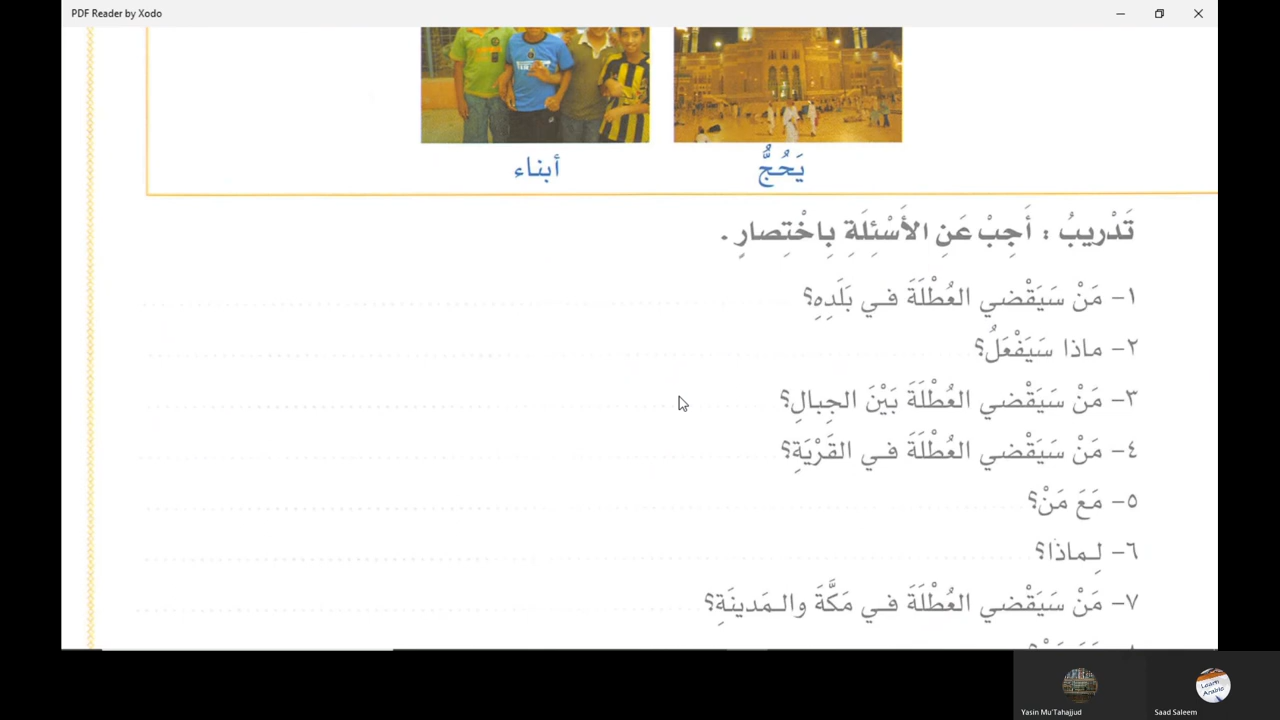 PDF Reader by Xodo
يَحُجُّ
أبناء
تَدْريبُ : أَجِبْ عَنِ الأَسْئِلَةِ بِاخْتِصارٍ .
١- مَنْ سَيَقْضي العُطْلَةَ في بَلَدِهِ؟
٢- ماذا سَيَفْعَلُ؟
٣- مَنْ سَيَقْضي العُطْلَةَ بَيْنَ الجِبالِ؟
٤- مَنْ سَيَقْضي العُطْلَةَ في القَرْيَةِ؟
٥- مَعَ مَنْ؟
٦- لِماذا؟
٧- مَنْ سَيَقْضي العُطْلَةَ في مَكَّةَ والمَدينَةِ؟
Learn Arabic
Yasin Mu'Tahajjud
Saad Saleem